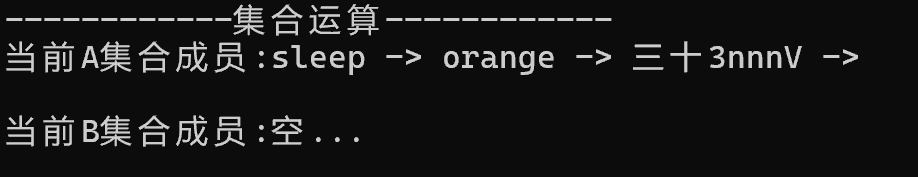 ------------集合运算------------
当前A集合成员:sleep -> orange -> 三十3nnnV ->
当前B集合成员:空...